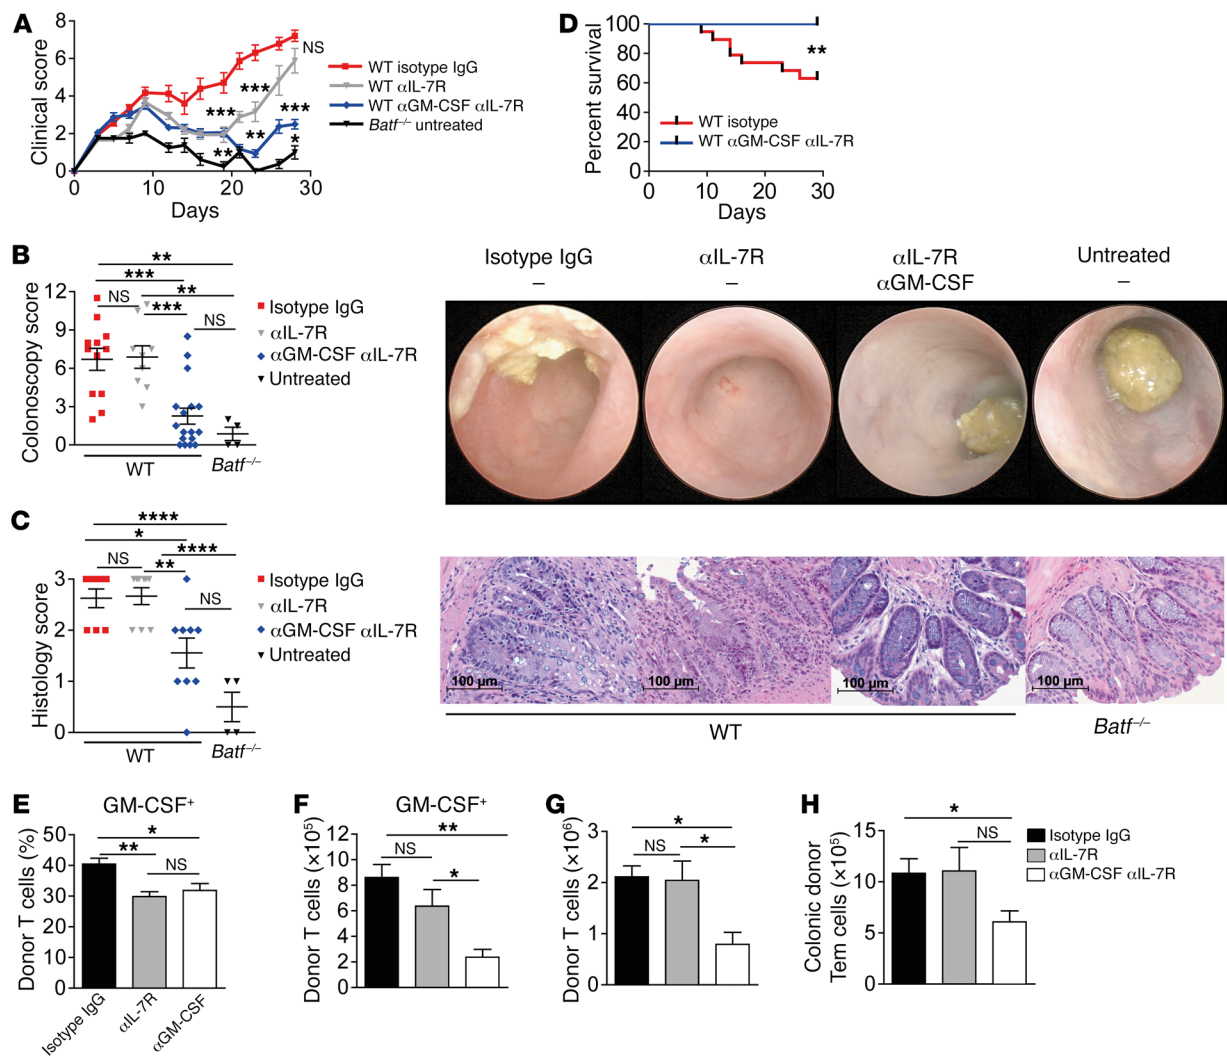 A
Clinical score
8
6
4
2
0
0
10
20
30
Days
NS
***
***
***
**
**
*
WT isotype IgG
WT αIL-7R
WT αGM-CSF αIL-7R
Batf–/– untreated
D
Percent survival
100
80
60
40
20
0
0
10
20
30
Days
**
WT isotype
WT αGM-CSF αIL-7R
B
Colonoscopy score
12
9
6
3
0
**
***
NS
**
***
NS
WT
Batf–/–
Isotype IgG
αIL-7R
αGM-CSF αIL-7R
Untreated
Isotype IgG
–
αIL-7R
–
αIL-7R
αGM-CSF
Untreated
–
C
Histology score
3
2
1
0
****
*
NS
****
**
NS
WT
Batf–/–
Isotype IgG
αIL-7R
αGM-CSF αIL-7R
Untreated
100 µm
100 µm
100 µm
100 µm
WT
Batf–/–
E
GM-CSF+
Donor T cells (%)
50
40
30
20
10
0
*
**
NS
Isotype IgG
αIL-7R
αGM-CSF
F
GM-CSF+
Donor T cells (×10⁵)
12
10
8
6
4
2
0
**
NS
*
G
Donor T cells (×10⁶)
3
2
1
0
*
NS
*
H
Colonic donor
Tem cells (×10⁵)
15
10
5
0
*
NS
Isotype IgG
αIL-7R
αGM-CSF αIL-7R